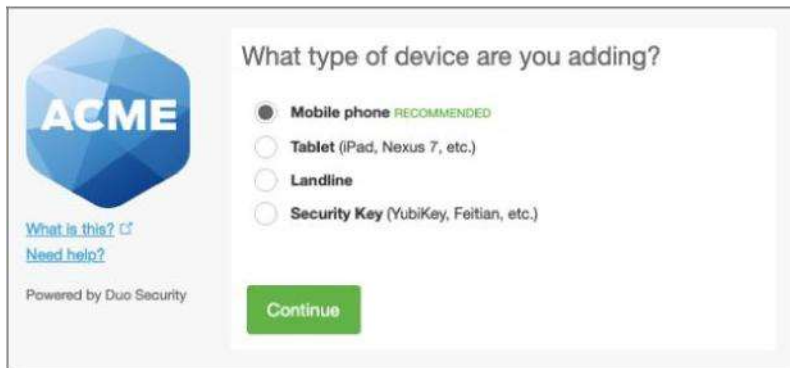 ACME
What is this?
Need help?
Powered by Duo Security
What type of device are you adding?
Mobile phone RECOMMENDED
Tablet (iPad, Nexus 7, etc.)
Landline
Security Key (YubiKey, Feitian, etc.)
Continue